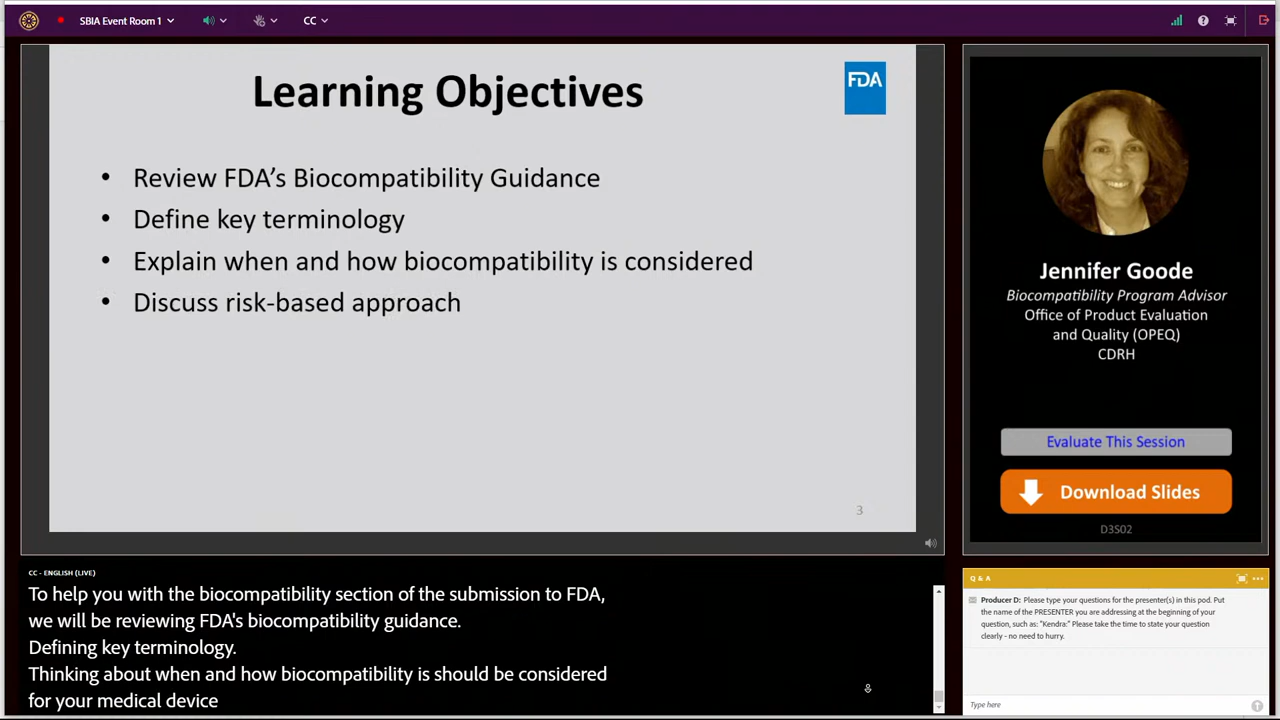 SBIA Event Room 1
CC
Learning Objectives
FDA
• Review FDA's Biocompatibility Guidance
• Define key terminology
• Explain when and how biocompatibility is considered
• Discuss risk-based approach
3
Jennifer Goode
Biocompatibility Program Advisor
Office of Product Evaluation
and Quality (OPEQ)
CDRH
Evaluate This Session
Download Slides
D3S02
CC - ENGLISH (LIVE)
To help you with the biocompatibility section of the submission to FDA,
we will be reviewing FDA's biocompatibility guidance.
Defining key terminology.
Thinking about when and how biocompatibility is should be considered
for your medical device
Q & A
Producer D: Please type your questions for the presenter(s) in this pod. Put
the name of the PRESENTER you are addressing at the beginning of your
question, such as: "Kendra:" Please take the time to state your question
clearly - no need to hurry.
Type here